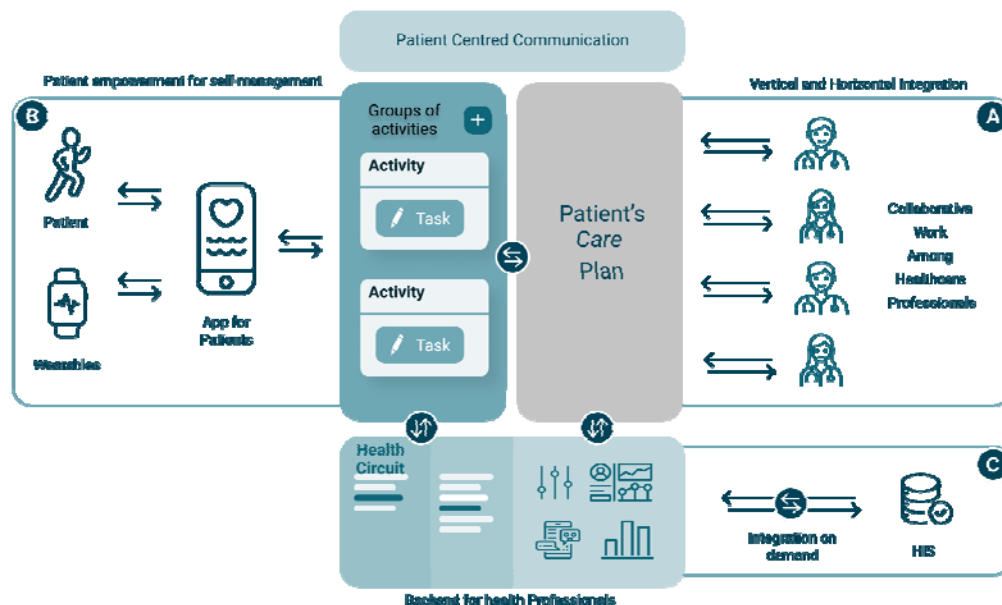 Patient Centred Communication
Patient empowerment for self-management
Vertical and Horizontal Integration
B
Patient
Wearables
App for
Patients
Groups of
activities
+
Activity
Task
Activity
Task
Patient's
Care
Plan
A
Collaborative
Work
Among
Healthcare
Professionals
Health
Circuit
C
Integration on
demand
HIS
Backend for health Professionals